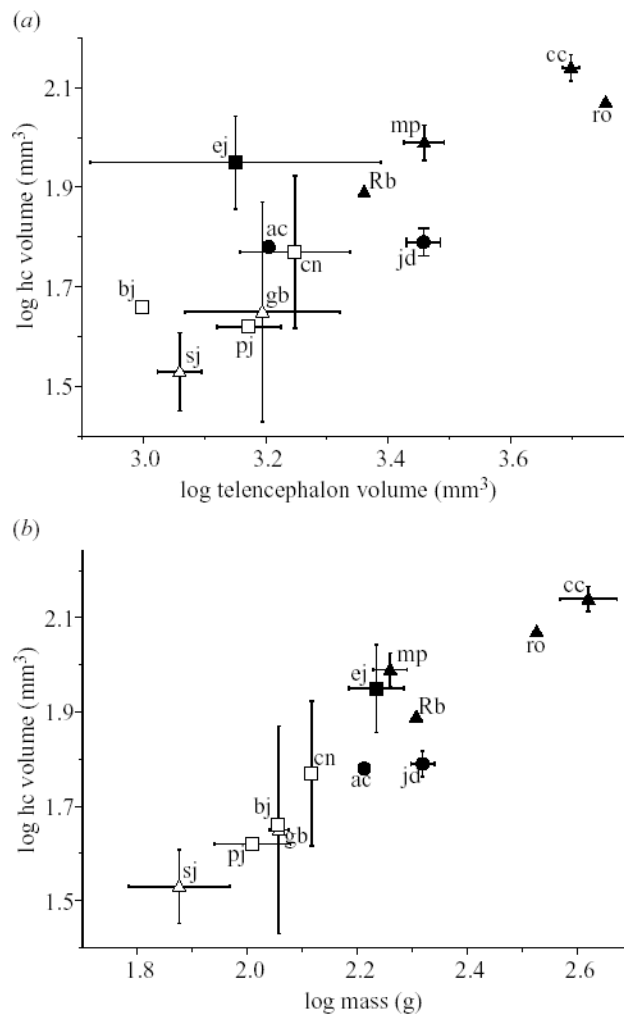 (a)
cc
2.1
ro
mp
ej
Rb
1.9
ac
cn
jd
1.7
bj
gb
pj
sj
1.5
log hc volume (mm³)
3.0 3.2 3.4 3.6
log telencephalon volume (mm³)
(b)
cc
2.1
ro
mp
ej
Rb
1.9
cn
ac
jd
1.7
bj
gb
pj
sj
1.5
log hc volume (mm³)
1.8 2.0 2.2 2.4 2.6
log mass (g)